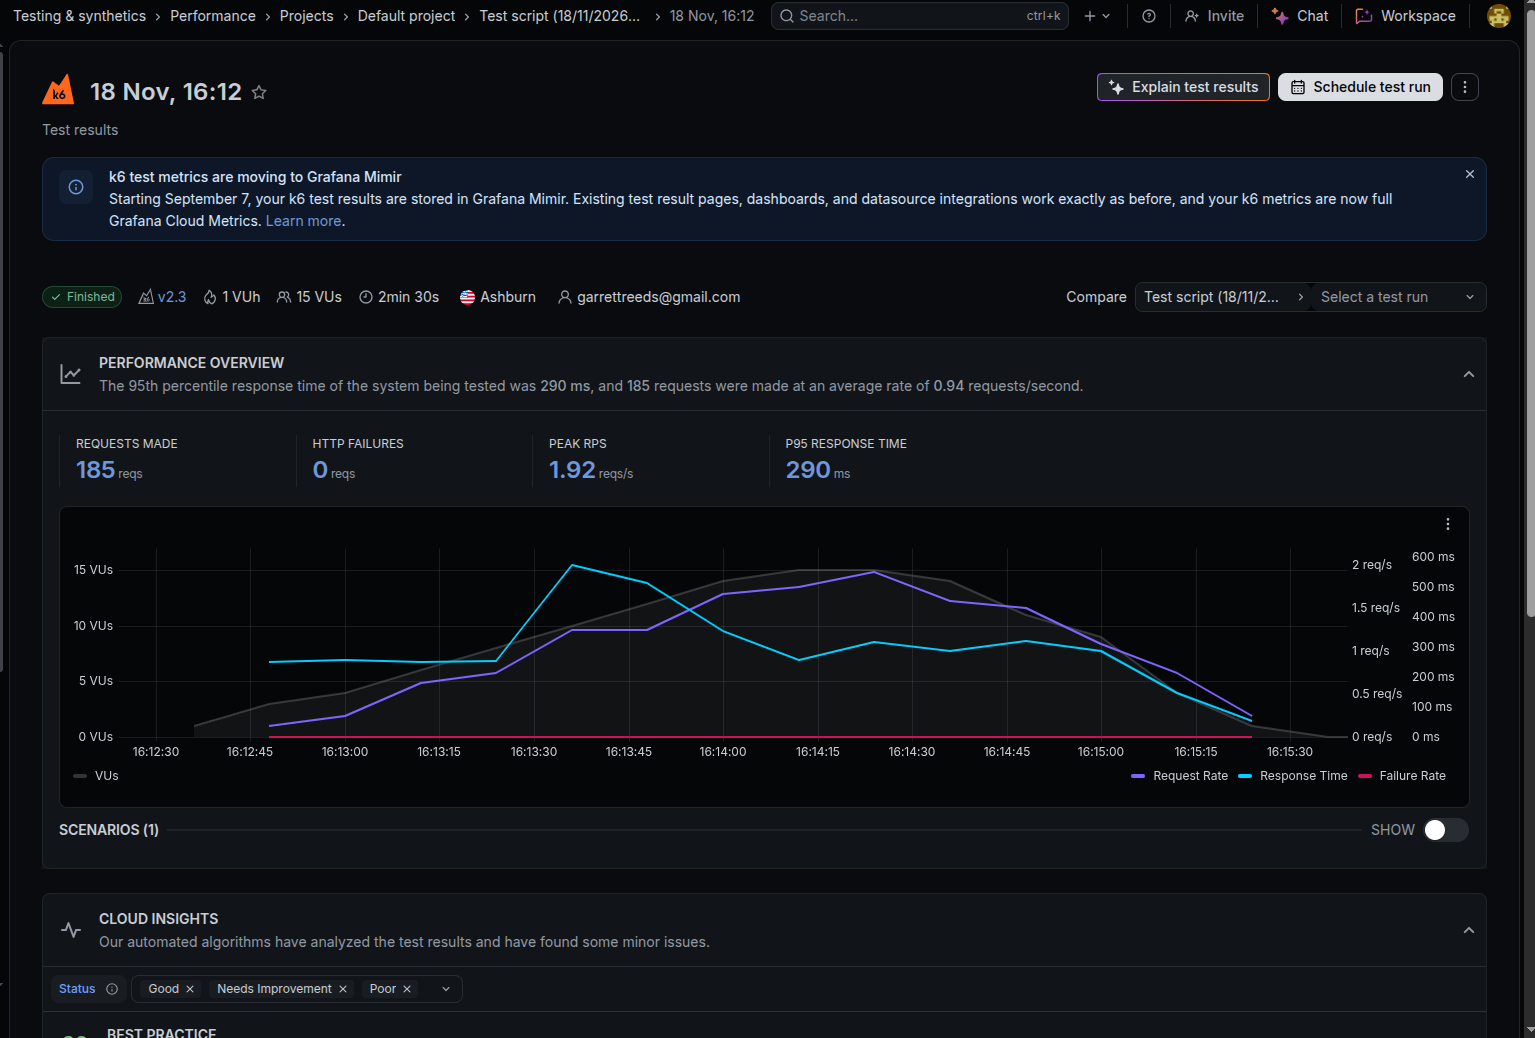 Testing & synthetics › Performance › Projects › Default project › Test script (18/11/2026... › 18 Nov, 16:12
Search... ctrl+k
Invite
Chat
Workspace
k6
18 Nov, 16:12
Explain test results
Schedule test run
Test results
k6 test metrics are moving to Grafana Mimir
Starting September 7, your k6 test results are stored in Grafana Mimir. Existing test result pages, dashboards, and datasource integrations work exactly as before, and your k6 metrics are now full
Grafana Cloud Metrics. Learn more.
Finished
v2.3
1 VUh
15 VUs
2min 30s
Ashburn
garrettreeds@gmail.com
Compare
Test script (18/11/2... › Select a test run
PERFORMANCE OVERVIEW
The 95th percentile response time of the system being tested was 290 ms, and 185 requests were made at an average rate of 0.94 requests/second.
REQUESTS MADE
185 reqs
HTTP FAILURES
0 reqs
PEAK RPS
1.92 reqs/s
P95 RESPONSE TIME
290 ms
15 VUs
10 VUs
5 VUs
0 VUs
2 req/s
1.5 req/s
1 req/s
0.5 req/s
0 req/s
600 ms
500 ms
400 ms
300 ms
200 ms
100 ms
0 ms
16:12:30 16:12:45 16:13:00 16:13:15 16:13:30 16:13:45 16:14:00 16:14:15 16:14:30 16:14:45 16:15:00 16:15:15 16:15:30
VUs
Request Rate Response Time Failure Rate
SCENARIOS (1)
SHOW
CLOUD INSIGHTS
Our automated algorithms have analyzed the test results and have found some minor issues.
Status
Good
Needs Improvement
Poor
BEST PRACTICE